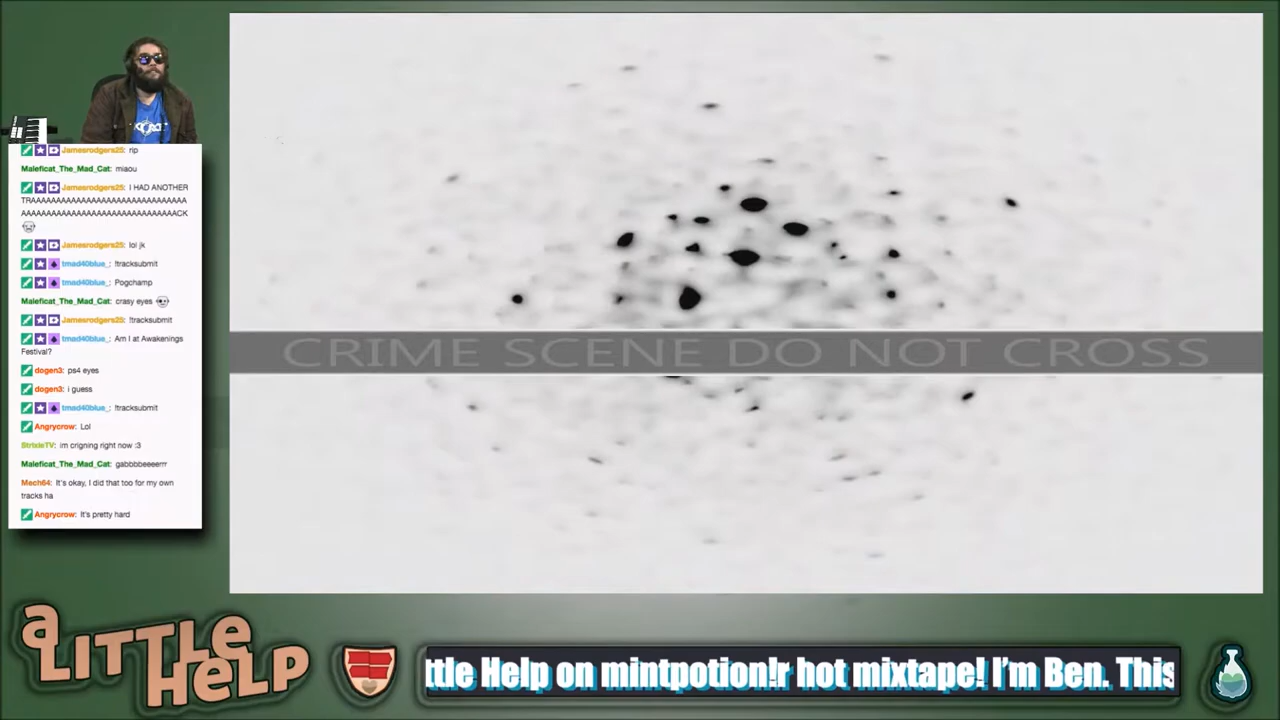 Jamesrodgers25: rip
Maleficat_The_Mad_Cat: miaou
Jamesrodgers25: I HAD ANOTHER
TRAAAAAAAAAAAAAAAAAAAAAAAAAAAAA
AAAAAAAAAAAAAAAAAAAAAAAAAAAAACK
Jamesrodgers25: lol jk
tmad40blue_: !tracksubmit
tmad40blue_: Pogchamp
Maleficat_The_Mad_Cat: crasy eyes
Jamesrodgers25: !tracksubmit
tmad40blue_: Am I at Awakenings
Festival?
dogen3: ps4 eyes
dogen3: i guess
tmad40blue_: !tracksubmit
Angrycrow: Lol
StrixieTV: im crigning right now :3
Maleficat_The_Mad_Cat: gabbbbeeeerrr
Mech64: It's okay, I did that too for my own
tracks ha
Angrycrow: It's pretty hard
CRIME SCENE DO NOT CROSS
a LITTLE HELP
ttle Help on mintpotion!r hot mixtape! I'm Ben. This